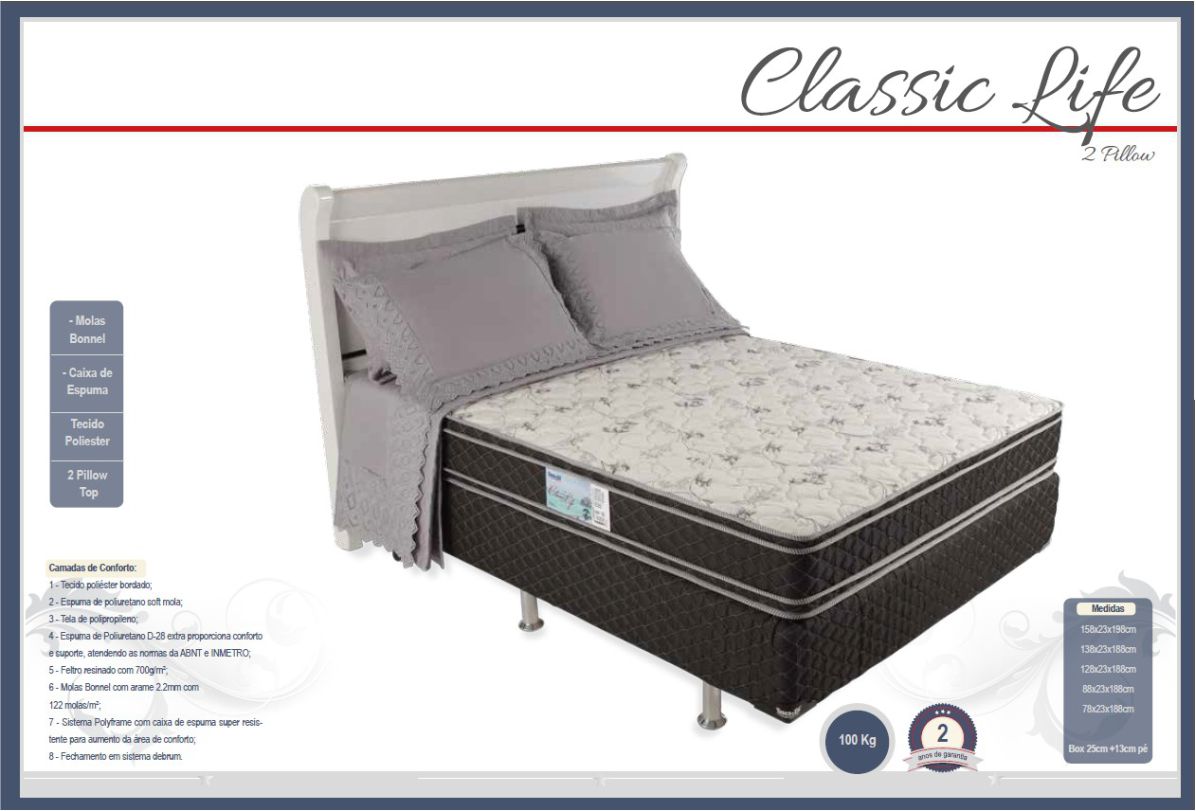 Classic Life
2 Pillow
- Molas
Bonnel
- Caixa de
Espuma
Tecido
Poliester
2 Pillow
Top
Camadas de Conforto:
1 - Tecido poliéster bordado;
2 - Espuma de poliuretano soft mola;
3 - Tela de polipropileno;
4 - Espuma de Poliuretano D-28 extra proporciona conforto
e suporte, atendendo as normas da ABNT e INMETRO;
5 - Feltro resinado com 700g/m²;
6 - Molas Bonnel com arame 2.2mm com
122 molas/m²;
7 - Sistema Polyframe com caixa de espuma super resis-
tente para aumento da área de conforto;
8 - Fechamento em sistema debrum.
100 Kg
2
anos de garantia
Medidas
158x23x198cm
138x23x188cm
128x23x188cm
88x23x188cm
78x23x188cm
Box 25cm +13cm pé